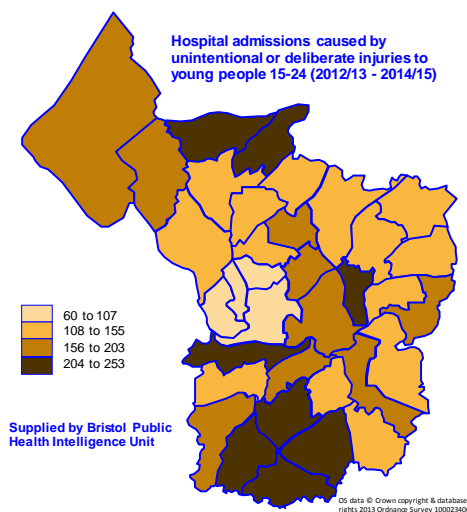 Hospital admissions caused by
unintentional or deliberate injuries to
young people 15-24 (2012/13 - 2014/15)
60 to 107
108 to 155
156 to 203
204 to 253
Supplied by Bristol Public
Health Intelligence Unit
OS data © Crown copyright & database
rights 2013 Ordnance Survey